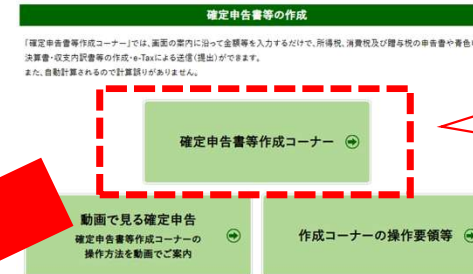 確定申告書等の作成
「確定申告書等作成コーナー」では、画面の案内に沿って金額等を入力するだけで、所得税、消費税及び贈与税の申告書や青色
決算書・収支内訳書等の作成・e-Taxによる送信(提出)ができます。
また、自動計算されるので計算誤りがありません。
確定申告書等作成コーナー
動画で見る確定申告
確定申告書等作成コーナーの
操作方法を動画でご案内
作成コーナーの操作要領等